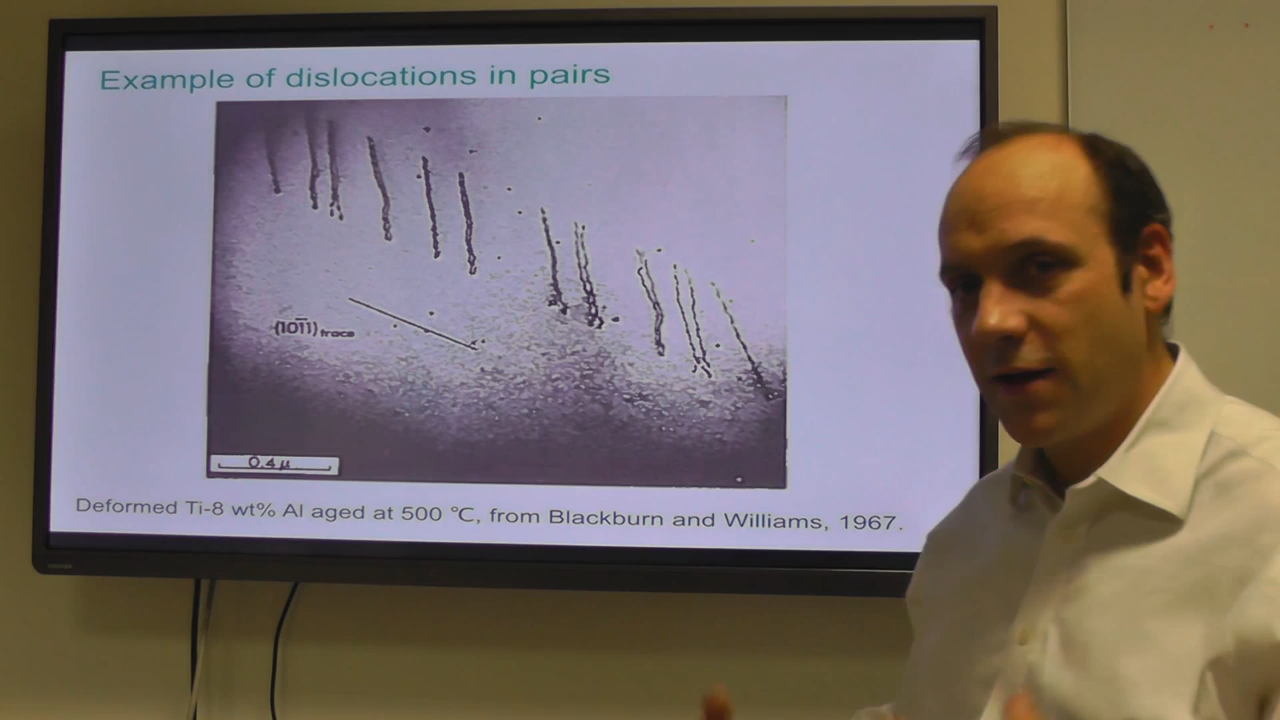 Example of dislocations in pairs
(101̄1) trace
0.4 μ
Deformed Ti-8 wt% Al aged at 500 ℃, from Blackburn and Williams, 1967.